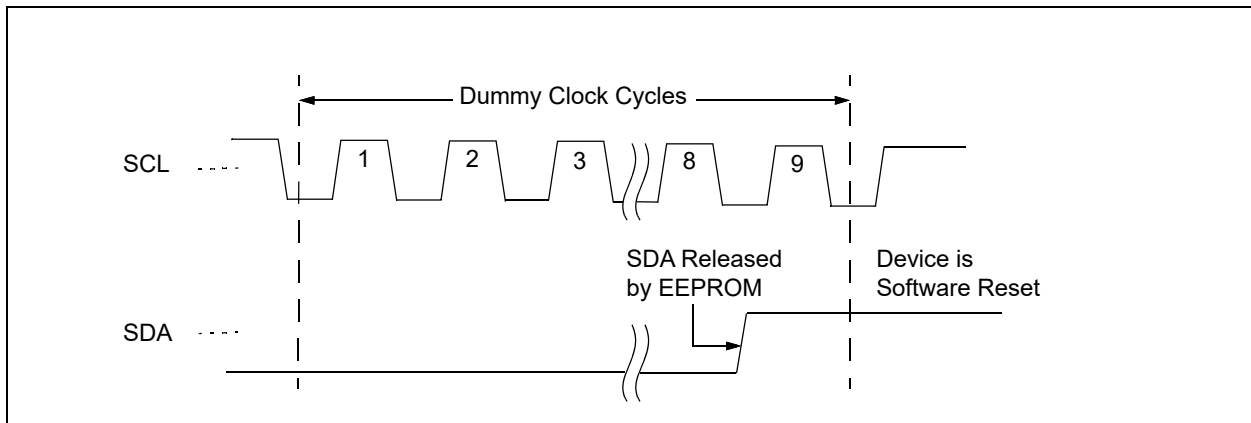 Dummy Clock Cycles
SCL
1 2 3 8 9
SDA Released
by EEPROM
Device is
Software Reset
SDA